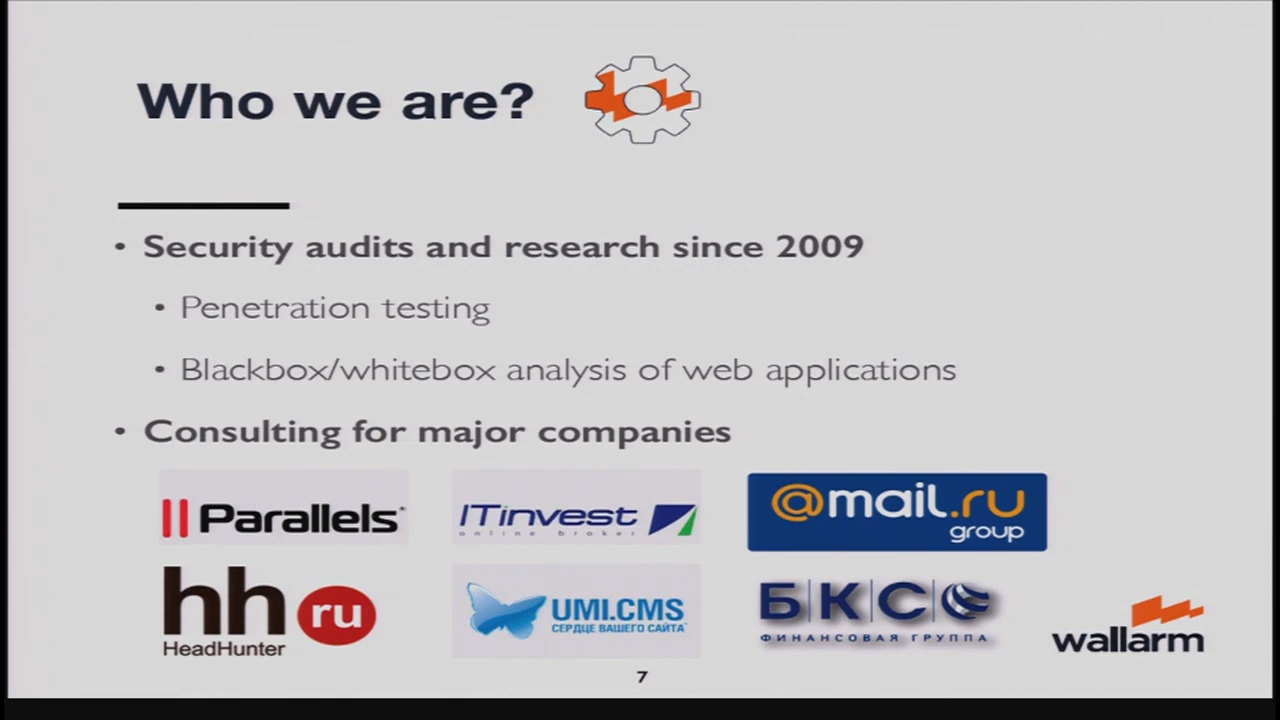 Who we are?
• Security audits and research since 2009
• Penetration testing
• Blackbox/whitebox analysis of web applications
• Consulting for major companies
Parallels
ITinvest
online broker
@mail.ru
group
hh ru
HeadHunter
UMI.CMS
СЕРДЦЕ ВАШЕГО САЙТА
БКС
ФИНАНСОВАЯ ГРУППА
wallarm
7